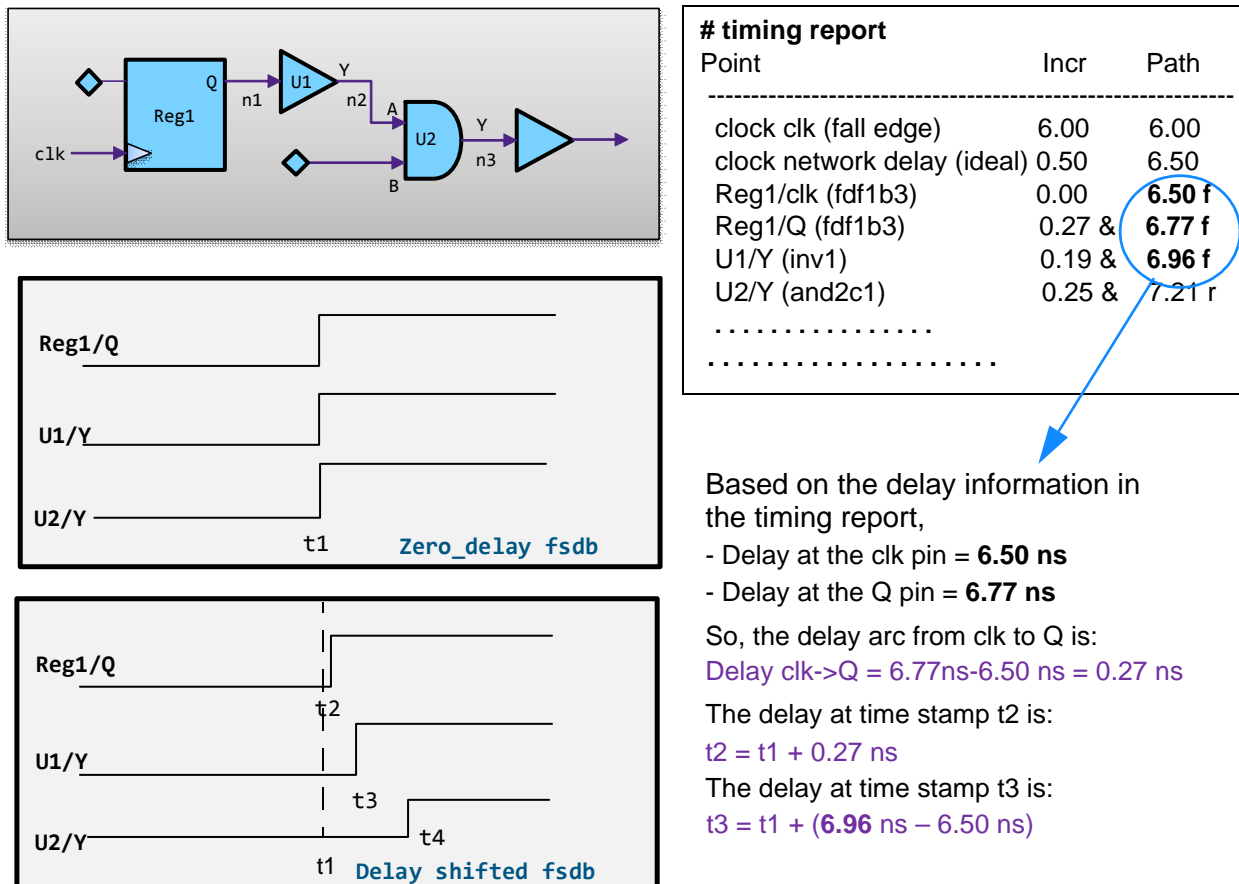 Q
U1
Y
n1
n2
Reg1
A
U2
Y
n3
clk
B
Reg1/Q
U1/Y
U2/Y
t1
Zero_delay fsdb
Reg1/Q
t2
U1/Y
t3
U2/Y
t4
t1
Delay shifted fsdb
# timing report
Point Incr Path
------------------------------------------------------------------
clock clk (fall edge) 6.00 6.00
clock network delay (ideal) 0.50 6.50
Reg1/clk (fdf1b3) 0.00 6.50 f
Reg1/Q (fdf1b3) 0.27 & 6.77 f
U1/Y (inv1) 0.19 & 6.96 f
U2/Y (and2c1) 0.25 & 7.21 r
. . . . . . . . . . . . . . .
. . . . . . . . . . . . . . . . . . . .
Based on the delay information in
the timing report,
- Delay at the clk pin = 6.50 ns
- Delay at the Q pin = 6.77 ns
So, the delay arc from clk to Q is:
Delay clk->Q = 6.77ns-6.50 ns = 0.27 ns
The delay at time stamp t2 is:
t2 = t1 + 0.27 ns
The delay at time stamp t3 is:
t3 = t1 + (6.96 ns – 6.50 ns)